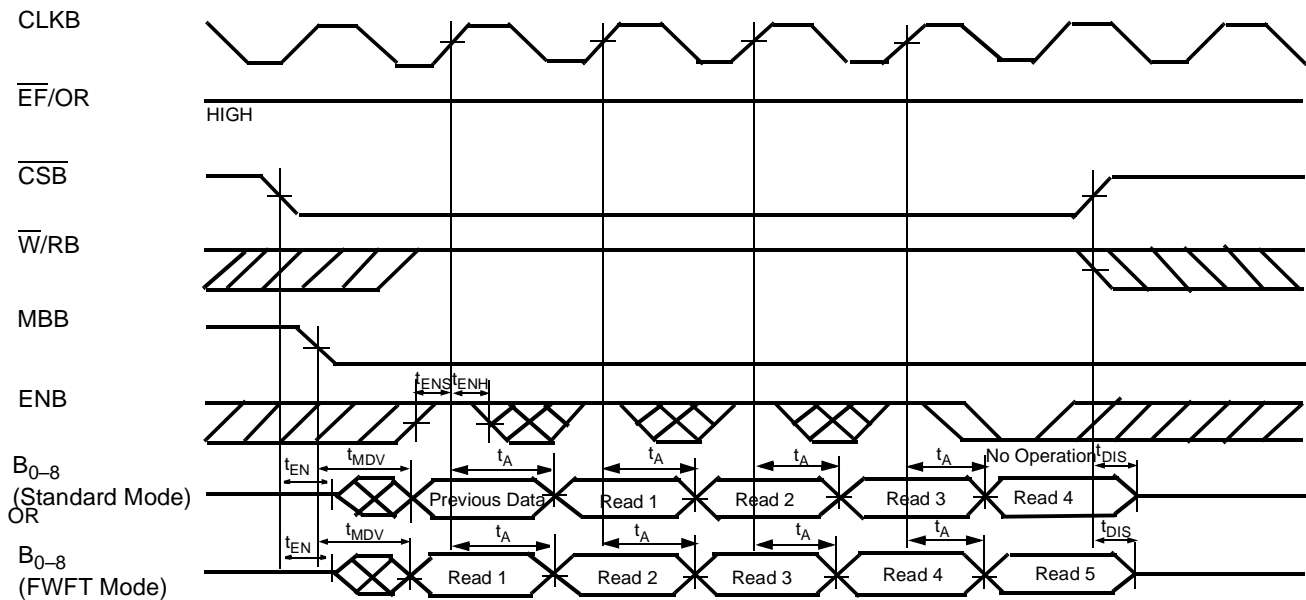 CLKB
EF/OR
HIGH
CSB
W/RB
MBB
tENS tENH
ENB
No Operation
B0–8
(Standard Mode)
tEN tMDV tA tA tA tA tDIS
Previous Data Read 1 Read 2 Read 3 Read 4
OR
B0–8
(FWFT Mode)
tEN tMDV tA tA tA tA tDIS
Read 1 Read 2 Read 3 Read 4 Read 5